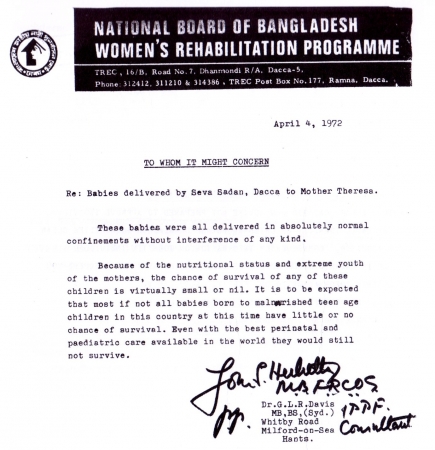 NATIONAL BOARD OF BANGLADESH
WOMEN'S REHABILITATION PROGRAMME
TREC, 16/B, Road No. 7, Dhanmondi R/A, Dacca-5,
Phone: 312412, 311210 & 314386, TREC Post Box No. 177, Ramna, Dacca.
April 4, 1972
TO WHOM IT MIGHT CONCERN
Re: Babies delivered by Seva Sadan, Dacca to Mother Theresa.
These babies were all delivered in absolutely normal
confinements without interference of any kind.
Because of the nutritional status and extreme youth
of the mothers, the chance of survival of any of these
children is virtually small or nil. It is to be expected
that most if not all babies born to malnurished teen age
children in this country at this time have little or no
chance of survival. Even with the best perinatal and
paediatric care available in the world they would still
not survive.
pp.
Dr.G.L.R.Davis
MB,BS,(Syd.)
Whitby Road
Milford-on-Sea
Hants.
I.P.P.F.
Consultant